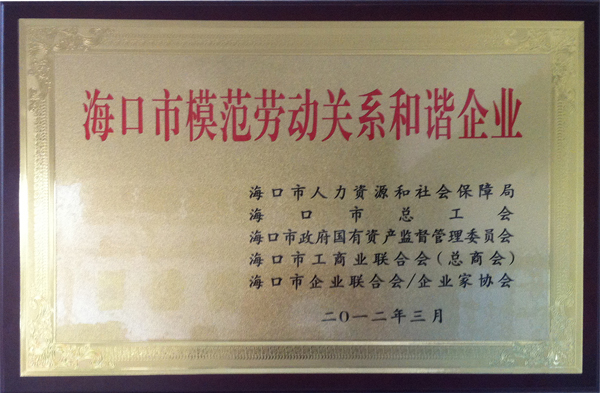 海口市模范劳动关系和谐企业
海口市人力资源和社会保障局
海口市总工会
海口市政府国有资产监督管理委员会
海口市工商业联合会(总商会)
海口市企业联合会/企业家协会
二〇一二年三月